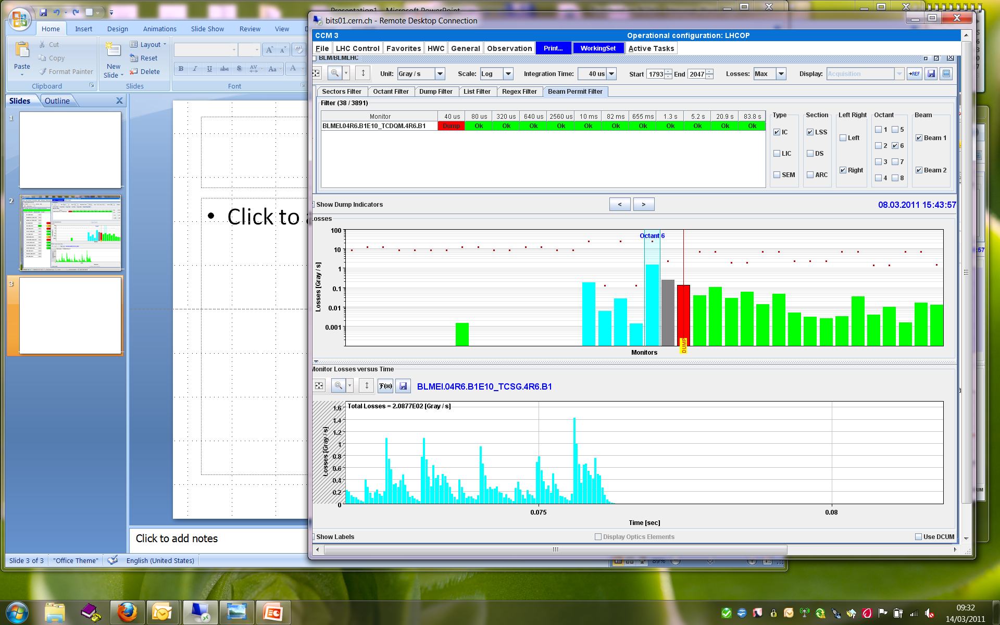 Presentation1 - Microsoft PowerPoint
Home Insert Design Animations Slide Show Review View
Paste
Cut
Copy
Format Painter
Clipboard
New Slide
Layout
Reset
Delete
Slides
B I U abc S AV Aa A
Font
Slides Outline
1
2
3
Click to
Click to add notes
Slide 3 of 3 "Office Theme" English (United States)
89%
bits01.cern.ch - Remote Desktop Connection
CCM 3 Operational configuration: LHCOP
File LHC Control Favorites HWC General Observation Print... WorkingSet Active Tasks
BLM/BLMLHC
Unit: Gray / s Scale: Log Integration Time: 40 us Start 1793 End 2047 Losses: Max Display: Acquisition →REF
Sectors Filter Octant Filter Dump Filter List Filter Regex Filter Beam Permit Filter
Filter (38 / 3891)
Monitor 40 us 80 us 320 us 640 us 2560 us 10 ms 82 ms 655 ms 1.3 s 5.2 s 20.9 s 83.8 s
BLMEI.04R6.B1E10_TCDQM.4R6.B1 Dump Ok Ok Ok Ok Ok Ok Ok Ok Ok Ok Ok
Type Section Left Right Octant Beam
IC LSS Left 1 5 Beam 1
LIC DS 2 6
SEM ARC Right 3 7 Beam 2
4 8
Show Dump Indicators < > 08.03.2011 15:43:57
Losses
100
10
1
0.1
0.01
0.001
Losses [Gray / s]
Octant 6
DUMP
Monitors
Monitor Losses versus Time
F(x) BLMEI.04R6.B1E10_TCSG.4R6.B1
Total Losses = 2.0877E02 [Gray / s]
1.6
1.4
1.2
1
0.8
0.6
0.4
0.2
0
Losses [Gray / s]
0.075 0.08
Time [sec]
Show Labels Display Optics Elements Use DCUM
09:32
14/03/2011